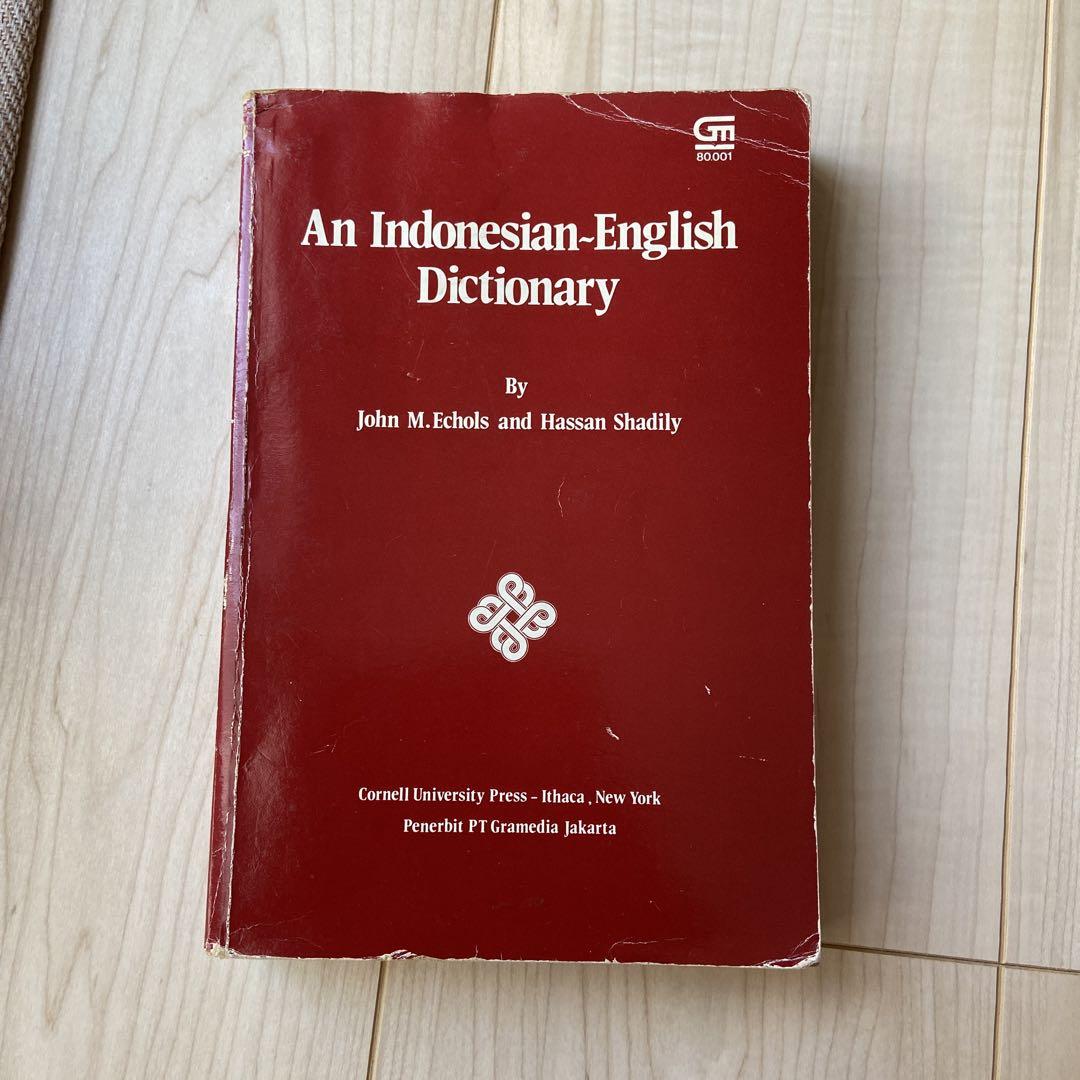 GM
80.001
An Indonesian~English
Dictionary
By
John M. Echols and Hassan Shadily
Cornell University Press - Ithaca, New York
Penerbit PT Gramedia Jakarta